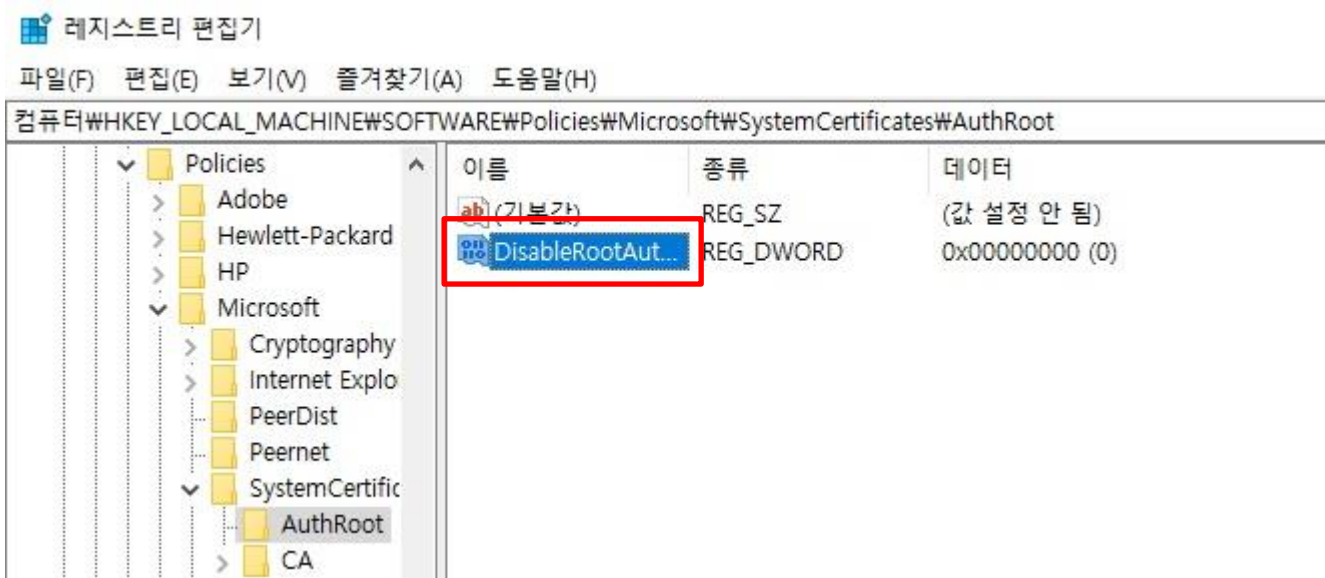 레지스트리 편집기
파일(F) 편집(E) 보기(V) 즐겨찾기(A) 도움말(H)
컴퓨터₩HKEY_LOCAL_MACHINE₩SOFTWARE₩Policies₩Microsoft₩SystemCertificates₩AuthRoot
Policies
Adobe
Hewlett-Packard
HP
Microsoft
Cryptography
Internet Explo
PeerDist
Peernet
SystemCertific
AuthRoot
CA
이름 종류 데이터
ab (기본값) REG_SZ (값 설정 안 됨)
DisableRootAut... REG_DWORD 0x00000000 (0)